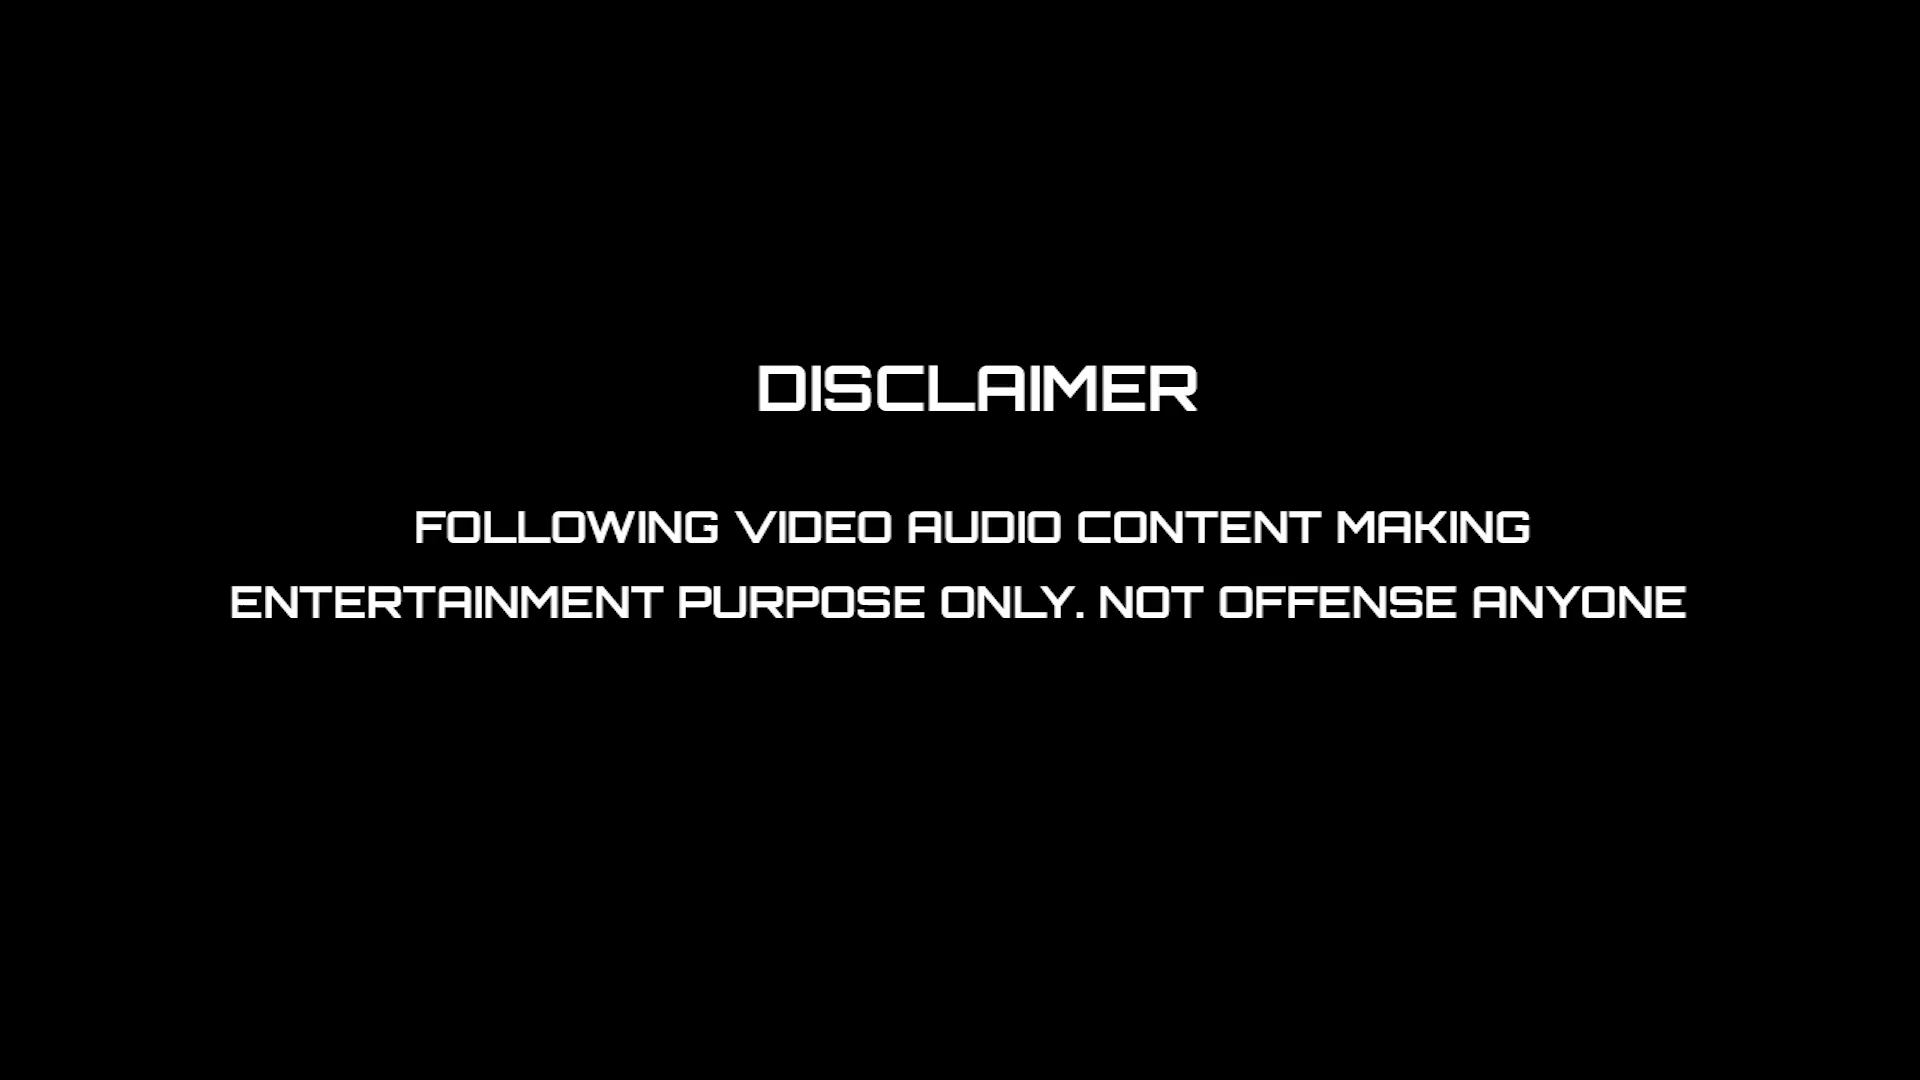 DISCLAIMER
FOLLOWING VIDEO AUDIO CONTENT MAKING
ENTERTAINMENT PURPOSE ONLY. NOT OFFENSE ANYONE